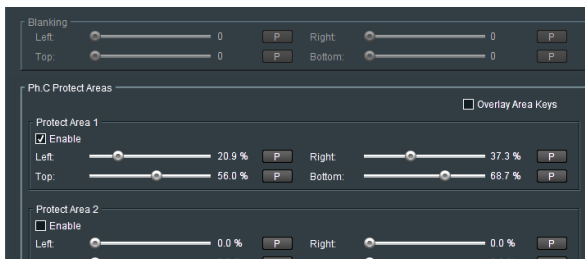 Blanking
Left: 0 P Right: 0 P
Top: 0 P Bottom: 0 P
Ph.C Protect Areas
Overlay Area Keys
Protect Area 1
Enable
Left: 20.9 % P Right: 37.3 % P
Top: 56.0 % P Bottom: 68.7 % P
Protect Area 2
Enable
Left: 0.0 % P Right: 0.0 % P